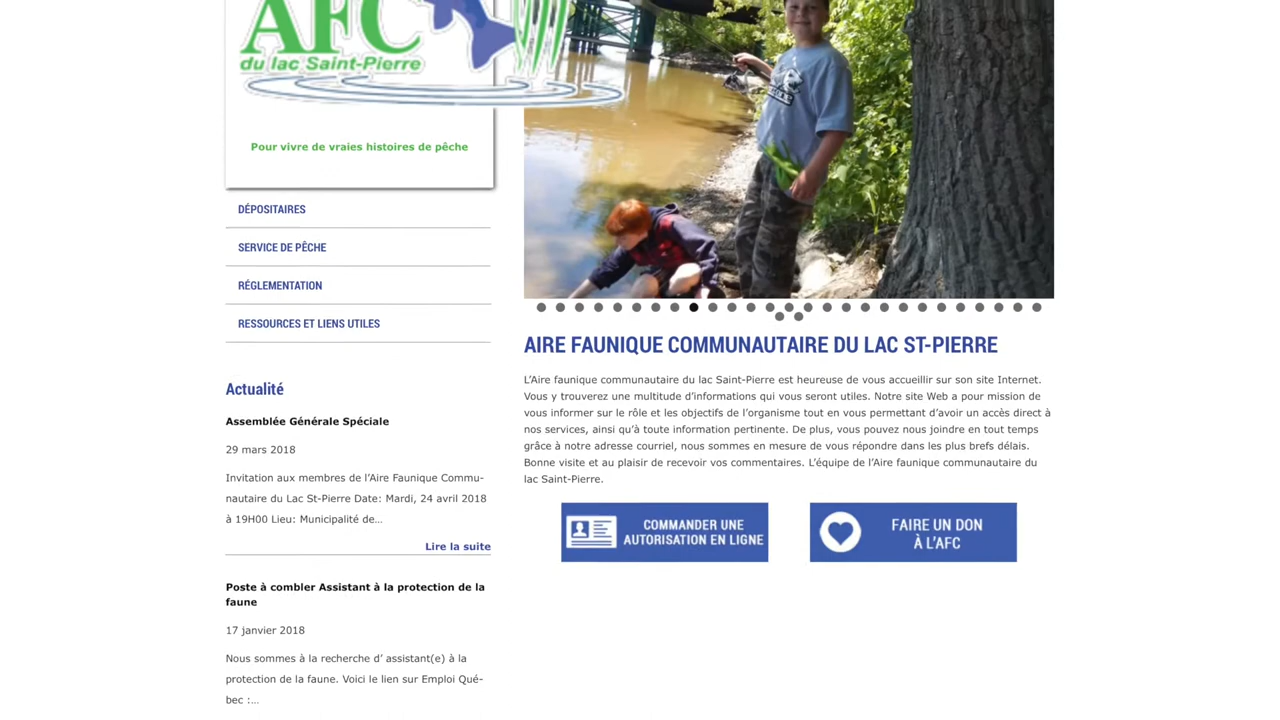 AFC
du lac Saint-Pierre
Pour vivre de vraies histoires de pêche
DÉPOSITAIRES
SERVICE DE PÊCHE
RÉGLEMENTATION
RESSOURCES ET LIENS UTILES
Actualité
Assemblée Générale Spéciale
29 mars 2018
Invitation aux membres de l’Aire Faunique Commu-
nautaire du Lac St-Pierre Date: Mardi, 24 avril 2018
à 19H00 Lieu: Municipalité de…
Lire la suite
Poste à combler Assistant à la protection de la
faune
17 janvier 2018
Nous sommes à la recherche d’ assistant(e) à la
protection de la faune. Voici le lien sur Emploi Qué-
bec :…
AIRE FAUNIQUE COMMUNAUTAIRE DU LAC ST-PIERRE
L’Aire faunique communautaire du lac Saint-Pierre est heureuse de vous accueillir sur son site Internet.
Vous y trouverez une multitude d’informations qui vous seront utiles. Notre site Web a pour mission de
vous informer sur le rôle et les objectifs de l’organisme tout en vous permettant d’avoir un accès direct à
nos services, ainsi qu’à toute information pertinente. De plus, vous pouvez nous joindre en tout temps
grâce à notre adresse courriel, nous sommes en mesure de vous répondre dans les plus brefs délais.
Bonne visite et au plaisir de recevoir vos commentaires. L’équipe de l’Aire faunique communautaire du
lac Saint-Pierre.
COMMANDER UNE
AUTORISATION EN LIGNE
FAIRE UN DON
À L’AFC